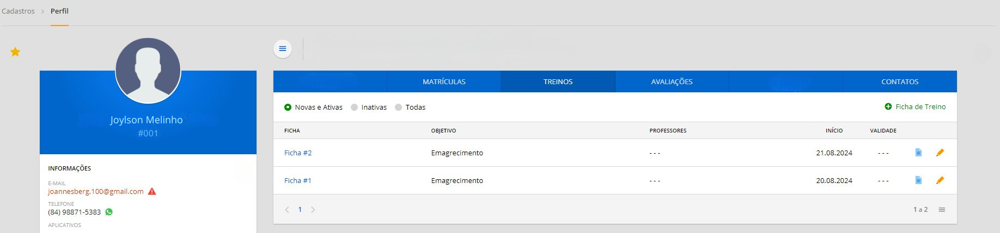 Cadastros > Perfil
Joylson Melinho
#001
INFORMAÇÕES
E-MAIL
joannesberg.100@gmail.com
TELEFONE
(84) 98871-5383
APLICATIVOS
MATRÍCULAS TREINOS AVALIAÇÕES CONTATOS
Novas e Ativas Inativas Todas Ficha de Treino
FICHA OBJETIVO PROFESSORES INÍCIO VALIDADE
Ficha #2 Emagrecimento - - - 21.08.2024 - - -
Ficha #1 Emagrecimento - - - 20.08.2024 - - -
1 1 a 2